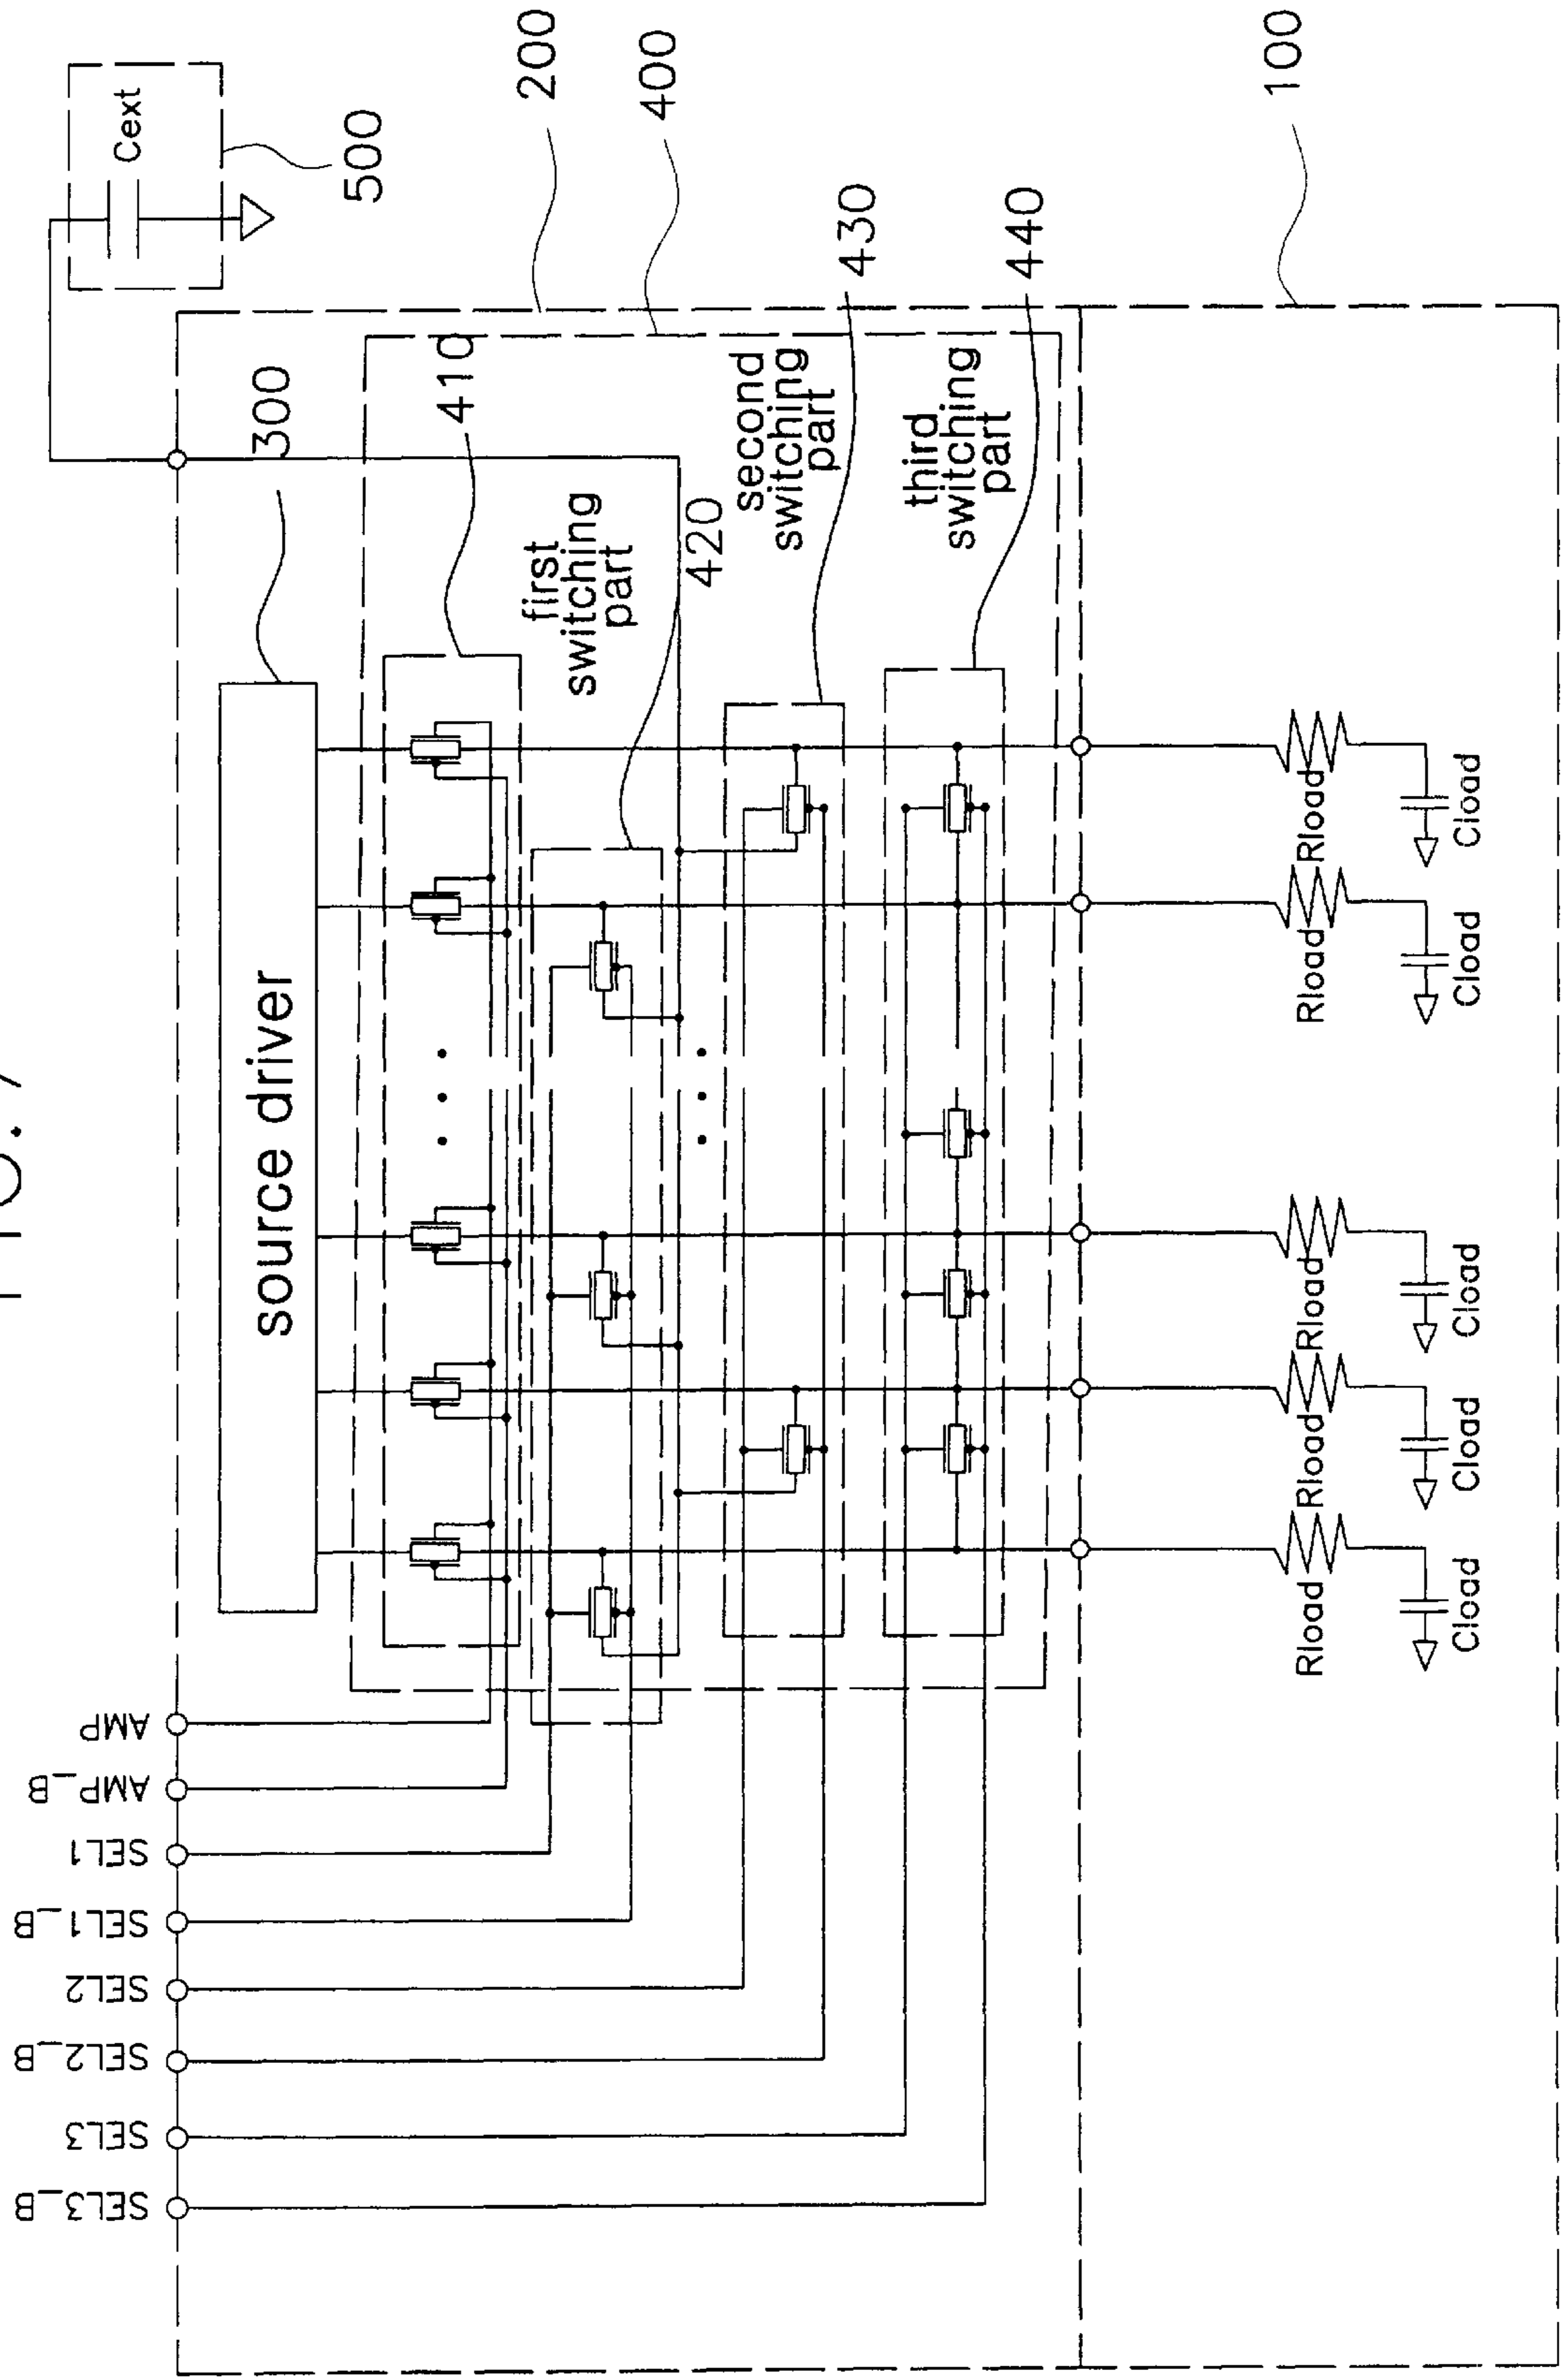 FIG. 7
Cext
500
200
400
300
410
first
switching
part
420
second
switching
part
430
third
switching
part
440
100
source driver
AMP
AMP_B
SEL1
SEL1_B
SEL2
SEL2_B
SEL3
SEL3_B
Rload
Rload
Rload
Rload
Rload
Cload
Cload
Cload
Cload
Cload